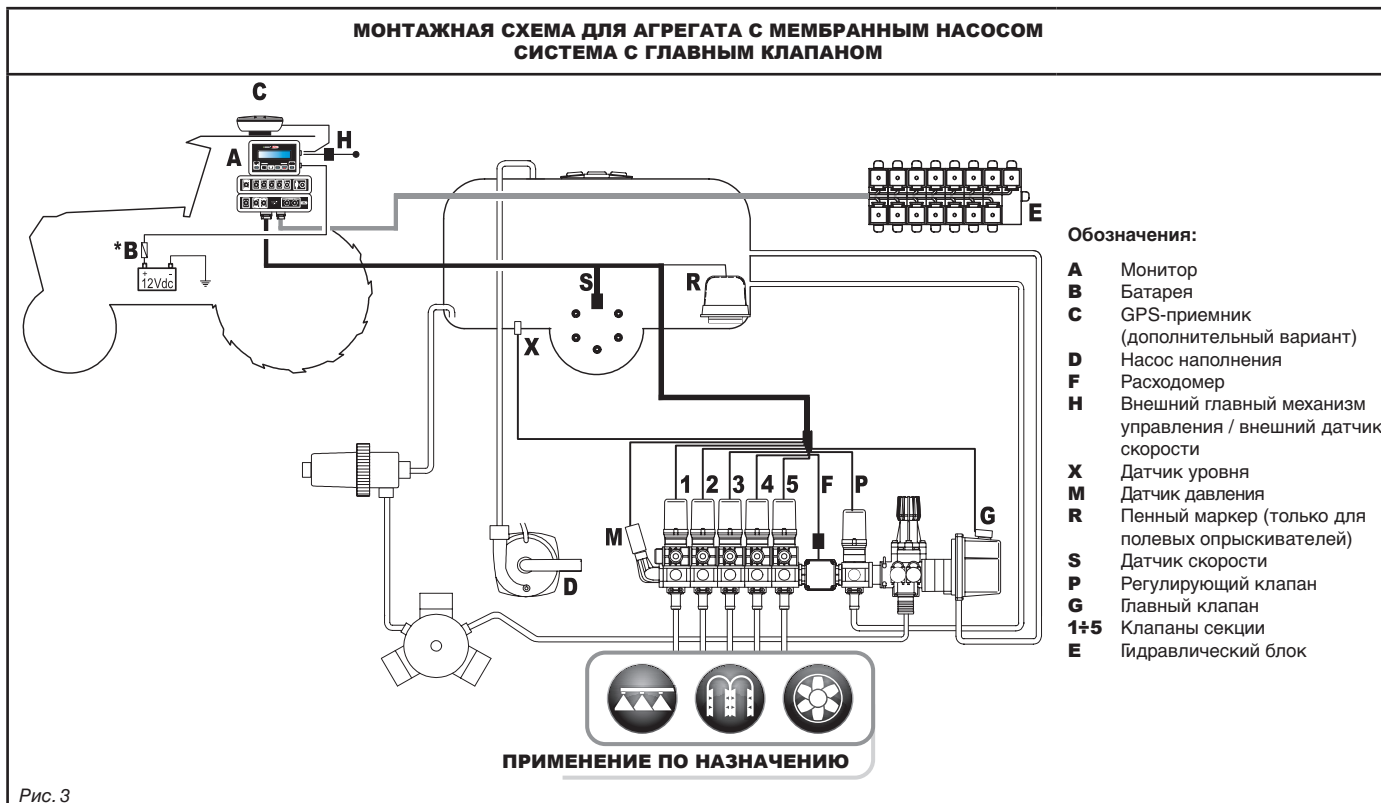 МОНТАЖНАЯ СХЕМА ДЛЯ АГРЕГАТА С МЕМБРАННЫМ НАСОСОМ
СИСТЕМА С ГЛАВНЫМ КЛАПАНОМ
C
H
A
*B
+ -
12Vdc
E
S
R
X
1 2 3 4 5 F P
M
G
D
ПРИМЕНЕНИЕ ПО НАЗНАЧЕНИЮ
Обозначения:
A Монитор
B Батарея
C GPS-приемник
(дополнительный вариант)
D Насос наполнения
F Расходомер
H Внешний главный механизм
управления / внешний датчик
скорости
X Датчик уровня
M Датчик давления
R Пенный маркер (только для
полевых опрыскивателей)
S Датчик скорости
P Регулирующий клапан
G Главный клапан
1÷5 Клапаны секции
E Гидравлический блок
Рис. 3